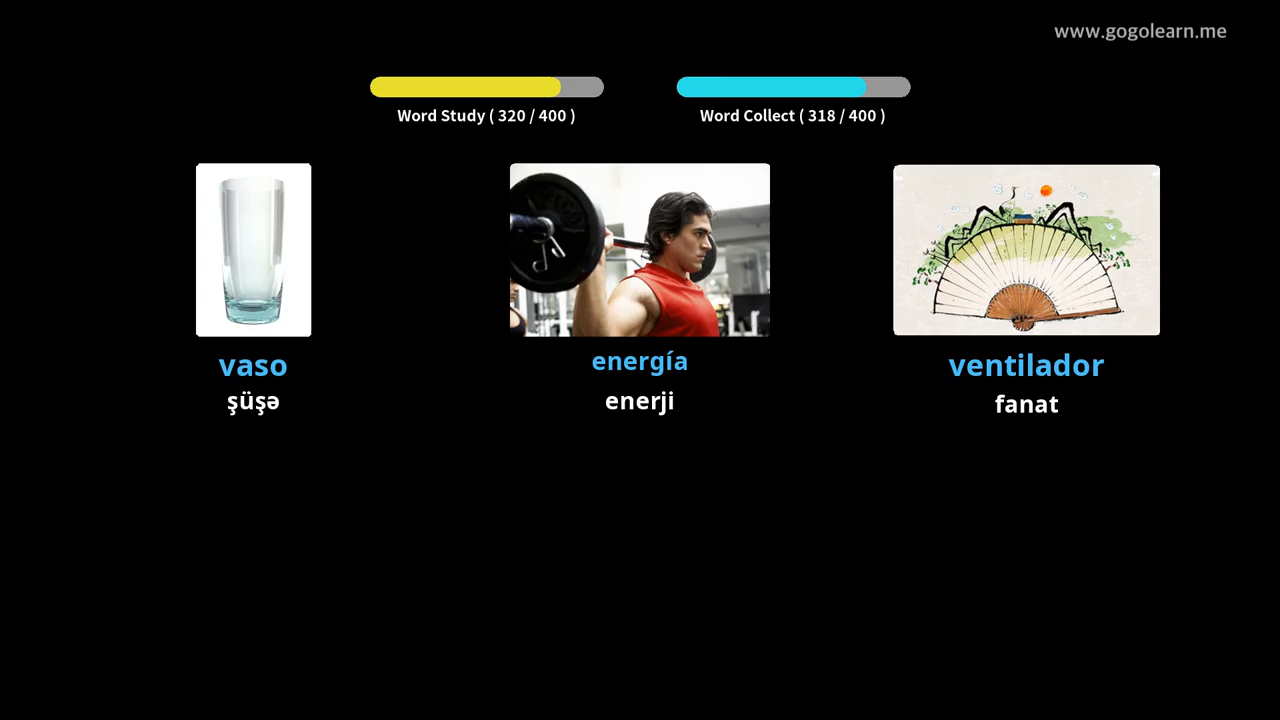 www.gogolearn.me
Word Study ( 320 / 400 )
Word Collect ( 318 / 400 )
vaso
şüşə
energía
enerji
ventilador
fanat